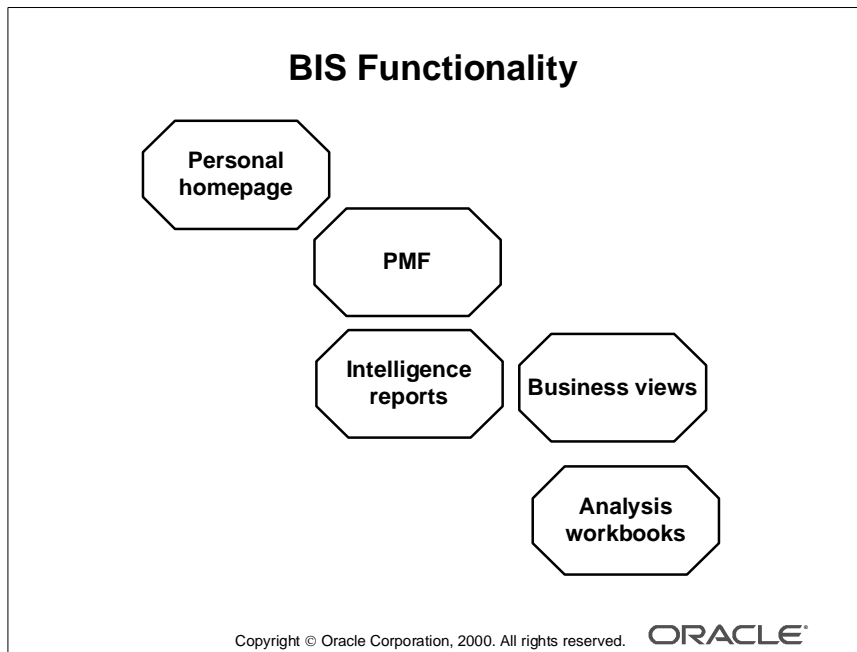 BIS Functionality
Personal
homepage
PMF
Intelligence
reports
Business views
Analysis
workbooks
Copyright © Oracle Corporation, 2000. All rights reserved.
ORACLE®